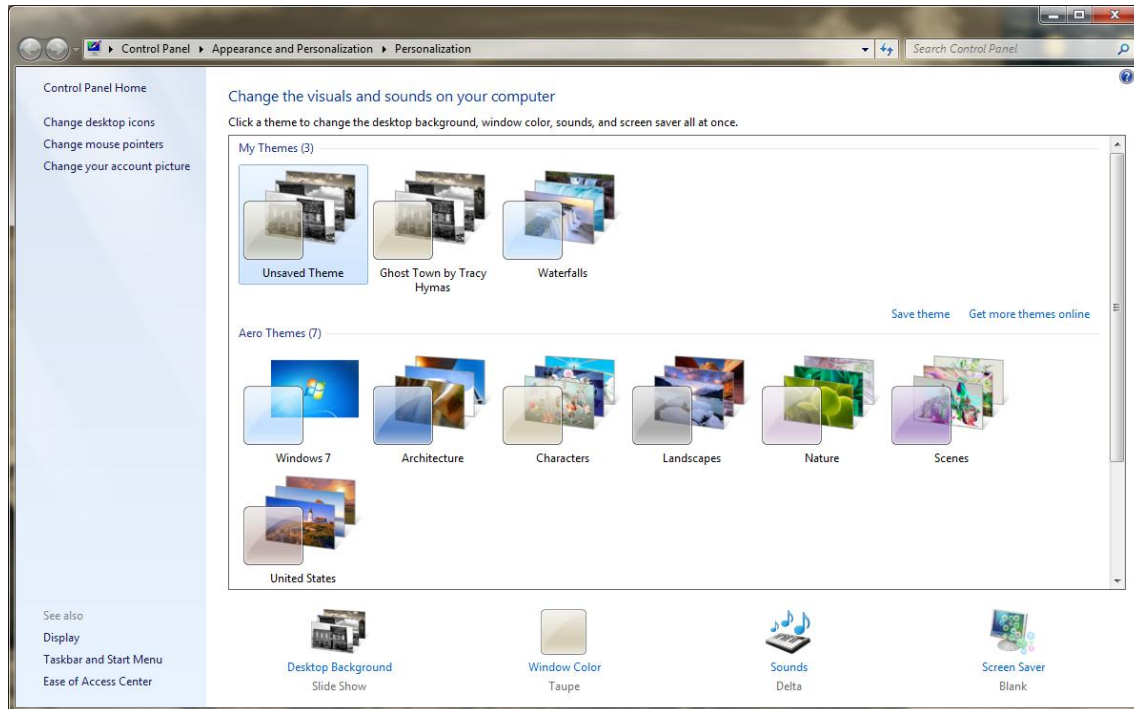 Control Panel ▸ Appearance and Personalization ▸ Personalization
Search Control Panel
Control Panel Home
Change desktop icons
Change mouse pointers
Change your account picture
Change the visuals and sounds on your computer
Click a theme to change the desktop background, window color, sounds, and screen saver all at once.
My Themes (3)
Unsaved Theme
Ghost Town by Tracy
Hymas
Waterfalls
Save theme Get more themes online
Aero Themes (7)
Windows 7 Architecture Characters Landscapes Nature Scenes
United States
See also
Display
Taskbar and Start Menu
Ease of Access Center
Desktop Background
Slide Show
Window Color
Taupe
Sounds
Delta
Screen Saver
Blank